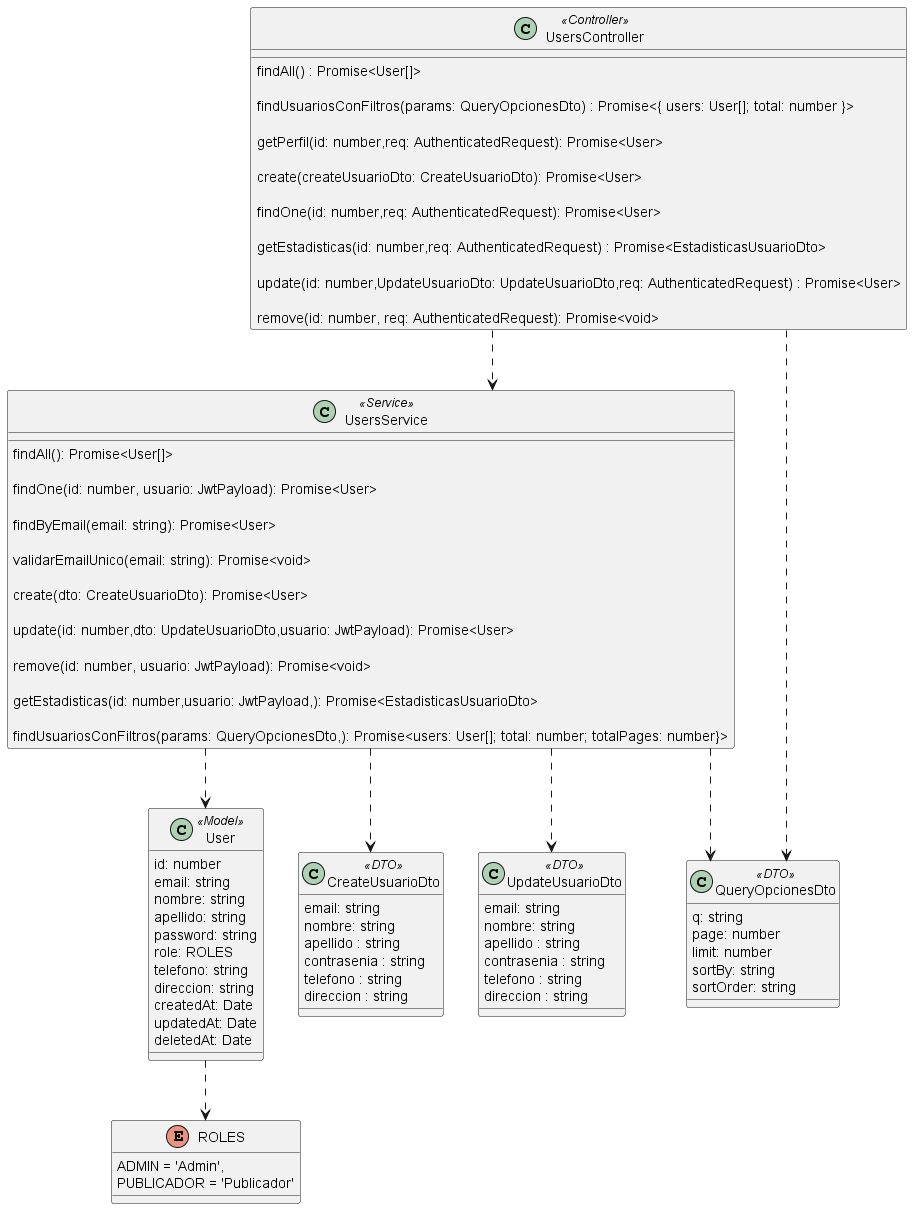 C «Controller»
UsersController
findAll() : Promise<User[]>
findUsuariosConFiltros(params: QueryOpcionesDto) : Promise<{ users: User[]; total: number }>
getPerfil(id: number,req: AuthenticatedRequest): Promise<User>
create(createUsuarioDto: CreateUsuarioDto): Promise<User>
findOne(id: number,req: AuthenticatedRequest): Promise<User>
getEstadisticas(id: number,req: AuthenticatedRequest) : Promise<EstadisticasUsuarioDto>
update(id: number,UpdateUsuarioDto: UpdateUsuarioDto,req: AuthenticatedRequest) : Promise<User>
remove(id: number, req: AuthenticatedRequest): Promise<void>
C «Service»
UsersService
findAll(): Promise<User[]>
findOne(id: number, usuario: JwtPayload): Promise<User>
findByEmail(email: string): Promise<User>
validarEmailUnico(email: string): Promise<void>
create(dto: CreateUsuarioDto): Promise<User>
update(id: number,dto: UpdateUsuarioDto,usuario: JwtPayload): Promise<User>
remove(id: number, usuario: JwtPayload): Promise<void>
getEstadisticas(id: number,usuario: JwtPayload,): Promise<EstadisticasUsuarioDto>
findUsuariosConFiltros(params: QueryOpcionesDto,): Promise<users: User[]; total: number; totalPages: number}>
C «Model»
User
id: number
email: string
nombre: string
apellido: string
password: string
role: ROLES
telefono: string
direccion: string
createdAt: Date
updatedAt: Date
deletedAt: Date
C «DTO»
CreateUsuarioDto
email: string
nombre: string
apellido : string
contrasenia : string
telefono : string
direccion : string
C «DTO»
UpdateUsuarioDto
email: string
nombre: string
apellido : string
contrasenia : string
telefono : string
direccion : string
C «DTO»
QueryOpcionesDto
q: string
page: number
limit: number
sortBy: string
sortOrder: string
E ROLES
ADMIN = 'Admin',
PUBLICADOR = 'Publicador'